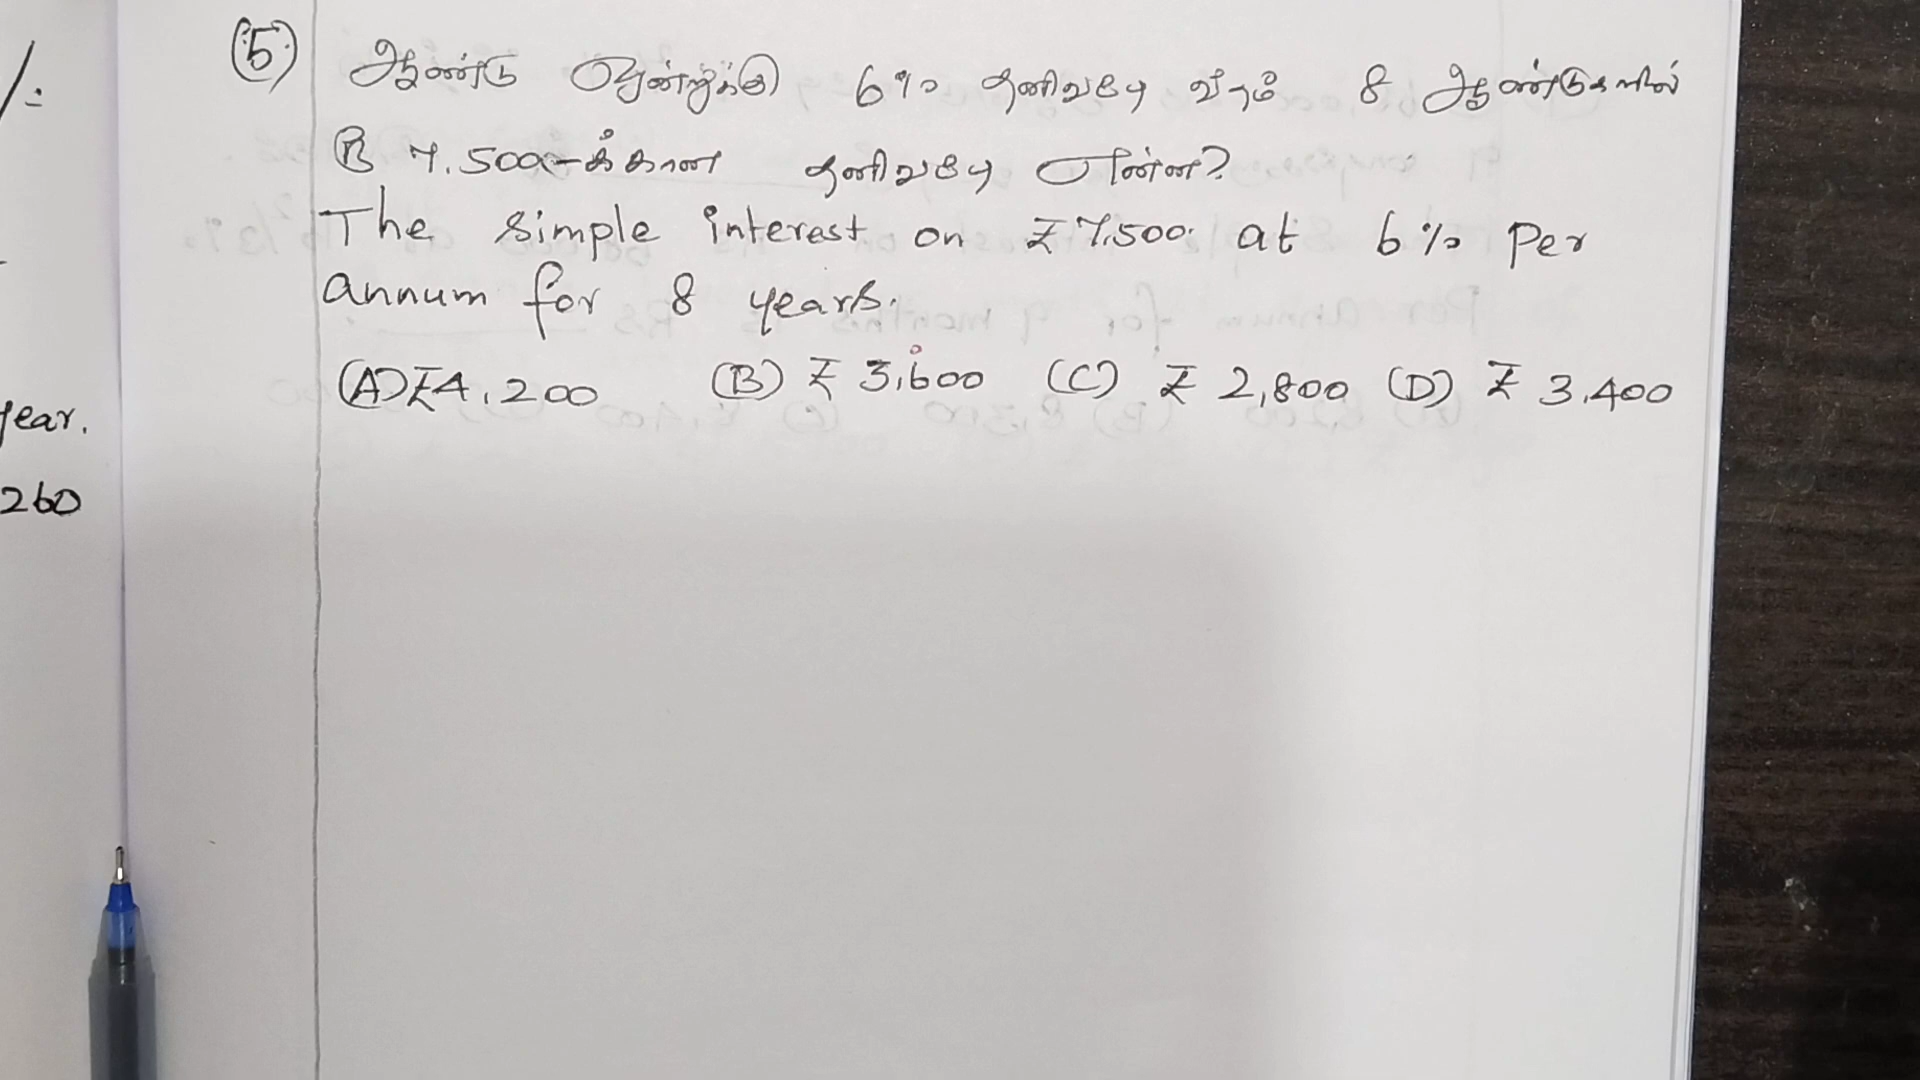 /-
year.
260
(5) ஆண்டு ஒன்றுக்கு 6% தனிவட்டி வீதம் 8 ஆண்டுகளில்
₹ 7,500-க்கான தனிவட்டி என்ன?
The simple interest on ₹7,500 at 6% Per
annum for 8 years.
(A) ₹4,200 (B) ₹ 3,600 (C) ₹ 2,800 (D) ₹ 3,400